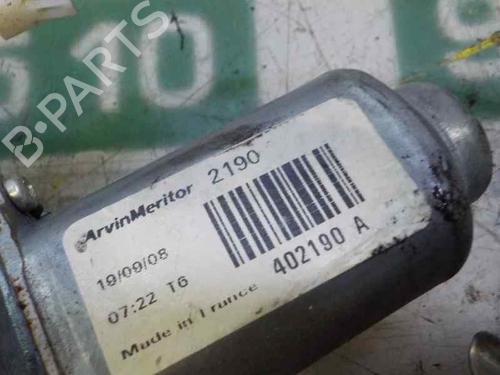 B-PARTS
ArvinMeritor 2190
19/09/08
07:22 T6
402190 A
Made in France